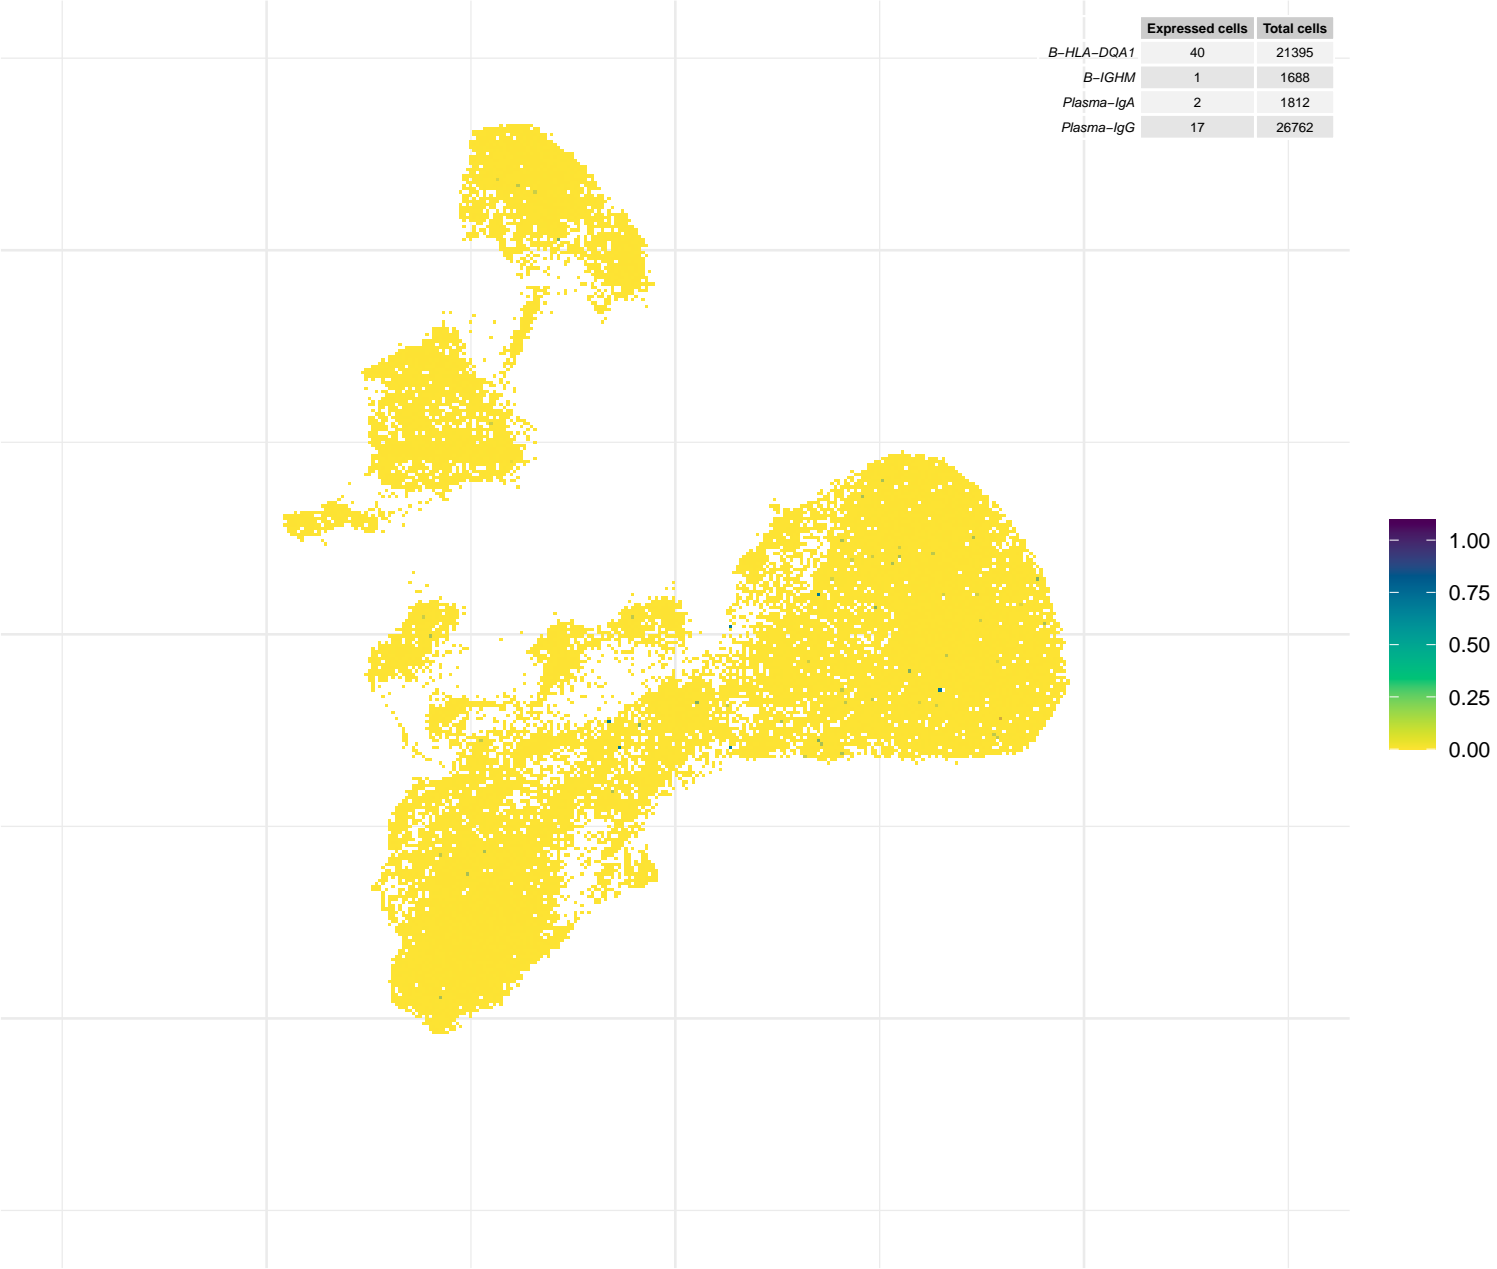 Expressed cells Total cells
B−HLA−DQA1 40 21395
B−IGHM 1 1688
Plasma−IgA 2 1812
Plasma−IgG 17 26762
1.00
0.75
0.50
0.25
0.00